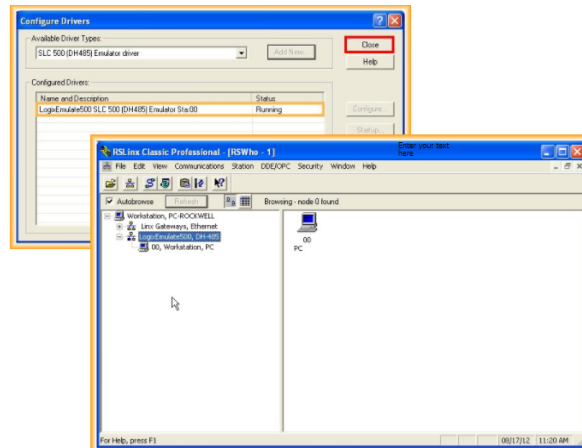 Configure Drivers
Available Driver Types:
SLC 500 (DH485) Emulator driver
Add New...
Close
Help
Configured Drivers:
Name and Description
Status
LogixEmulate500 SLC 500 (DH485) Emulator Sta:00
Running
Configure...
Startup...
RSLinx Classic Professional - [RSWho - 1]
Enter your text
here
File Edit View Communications Station DDE/OPC Security Window Help
Autobrowse
Refresh
Browsing - node 0 found
Workstation, PC-ROCKWELL
Linx Gateways, Ethernet
LogixEmulate500, DH-485
00, Workstation, PC
00
PC
For Help, press F1
08/17/12
11:20 AM